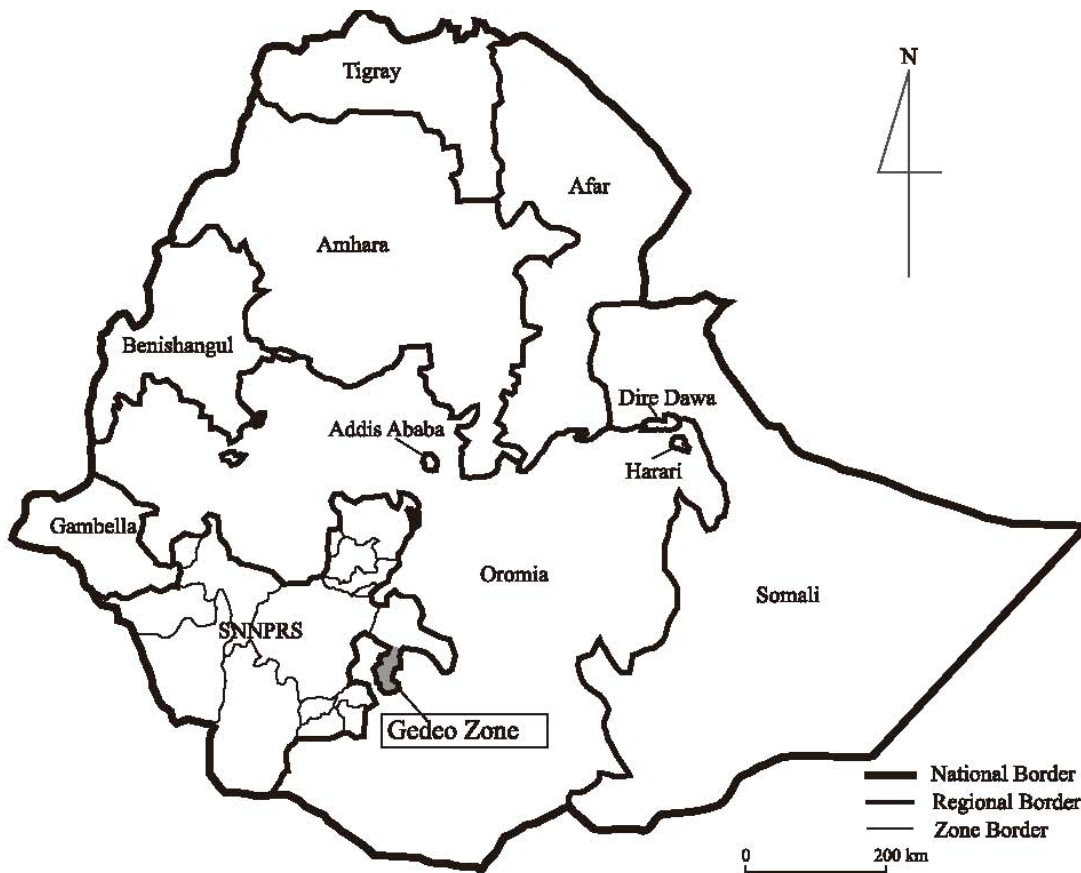 N
Tigray
Afar
Amhara
Benishangul
Dire Dawa
Addis Ababa
Harari
Gambella
Oromia
Somali
SNNPRS
Gedeo Zone
National Border
Regional Border
Zone Border
0 200 km